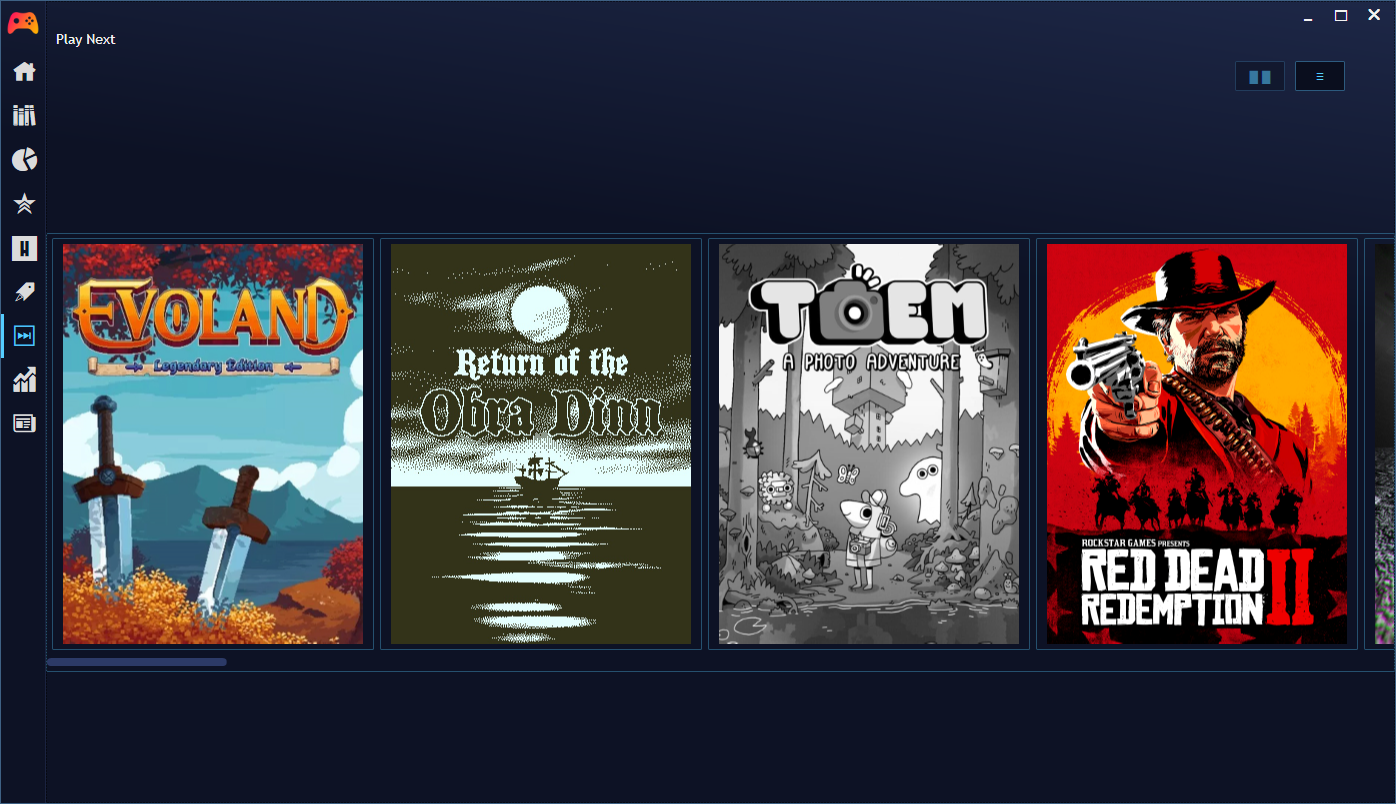 Play Next
EVOLAND
Legendary Edition
Return of the
Obra Dinn
TOEM
A PHOTO ADVENTURE
ROCKSTAR GAMES PRESENTS
RED DEAD
REDEMPTION II